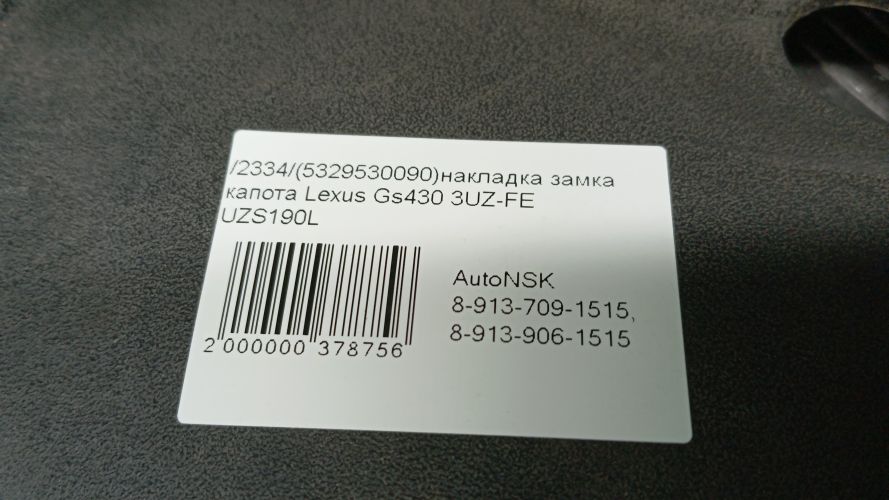 /2334/(5329530090)накладка замка
капота Lexus Gs430 3UZ-FE
UZS190L
AutoNSK
8-913-709-1515,
8-913-906-1515
2 000000 378756